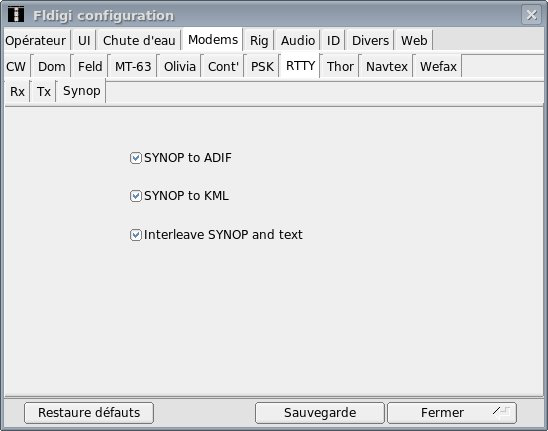 Fldigi configuration
Opérateur UI Chute d'eau Modems Rig Audio ID Divers Web
CW Dom Feld MT-63 Olivia Cont' PSK RTTY Thor Navtex Wefax
Rx Tx Synop
SYNOP to ADIF
SYNOP to KML
Interleave SYNOP and text
Restaure défauts Sauvegarde Fermer